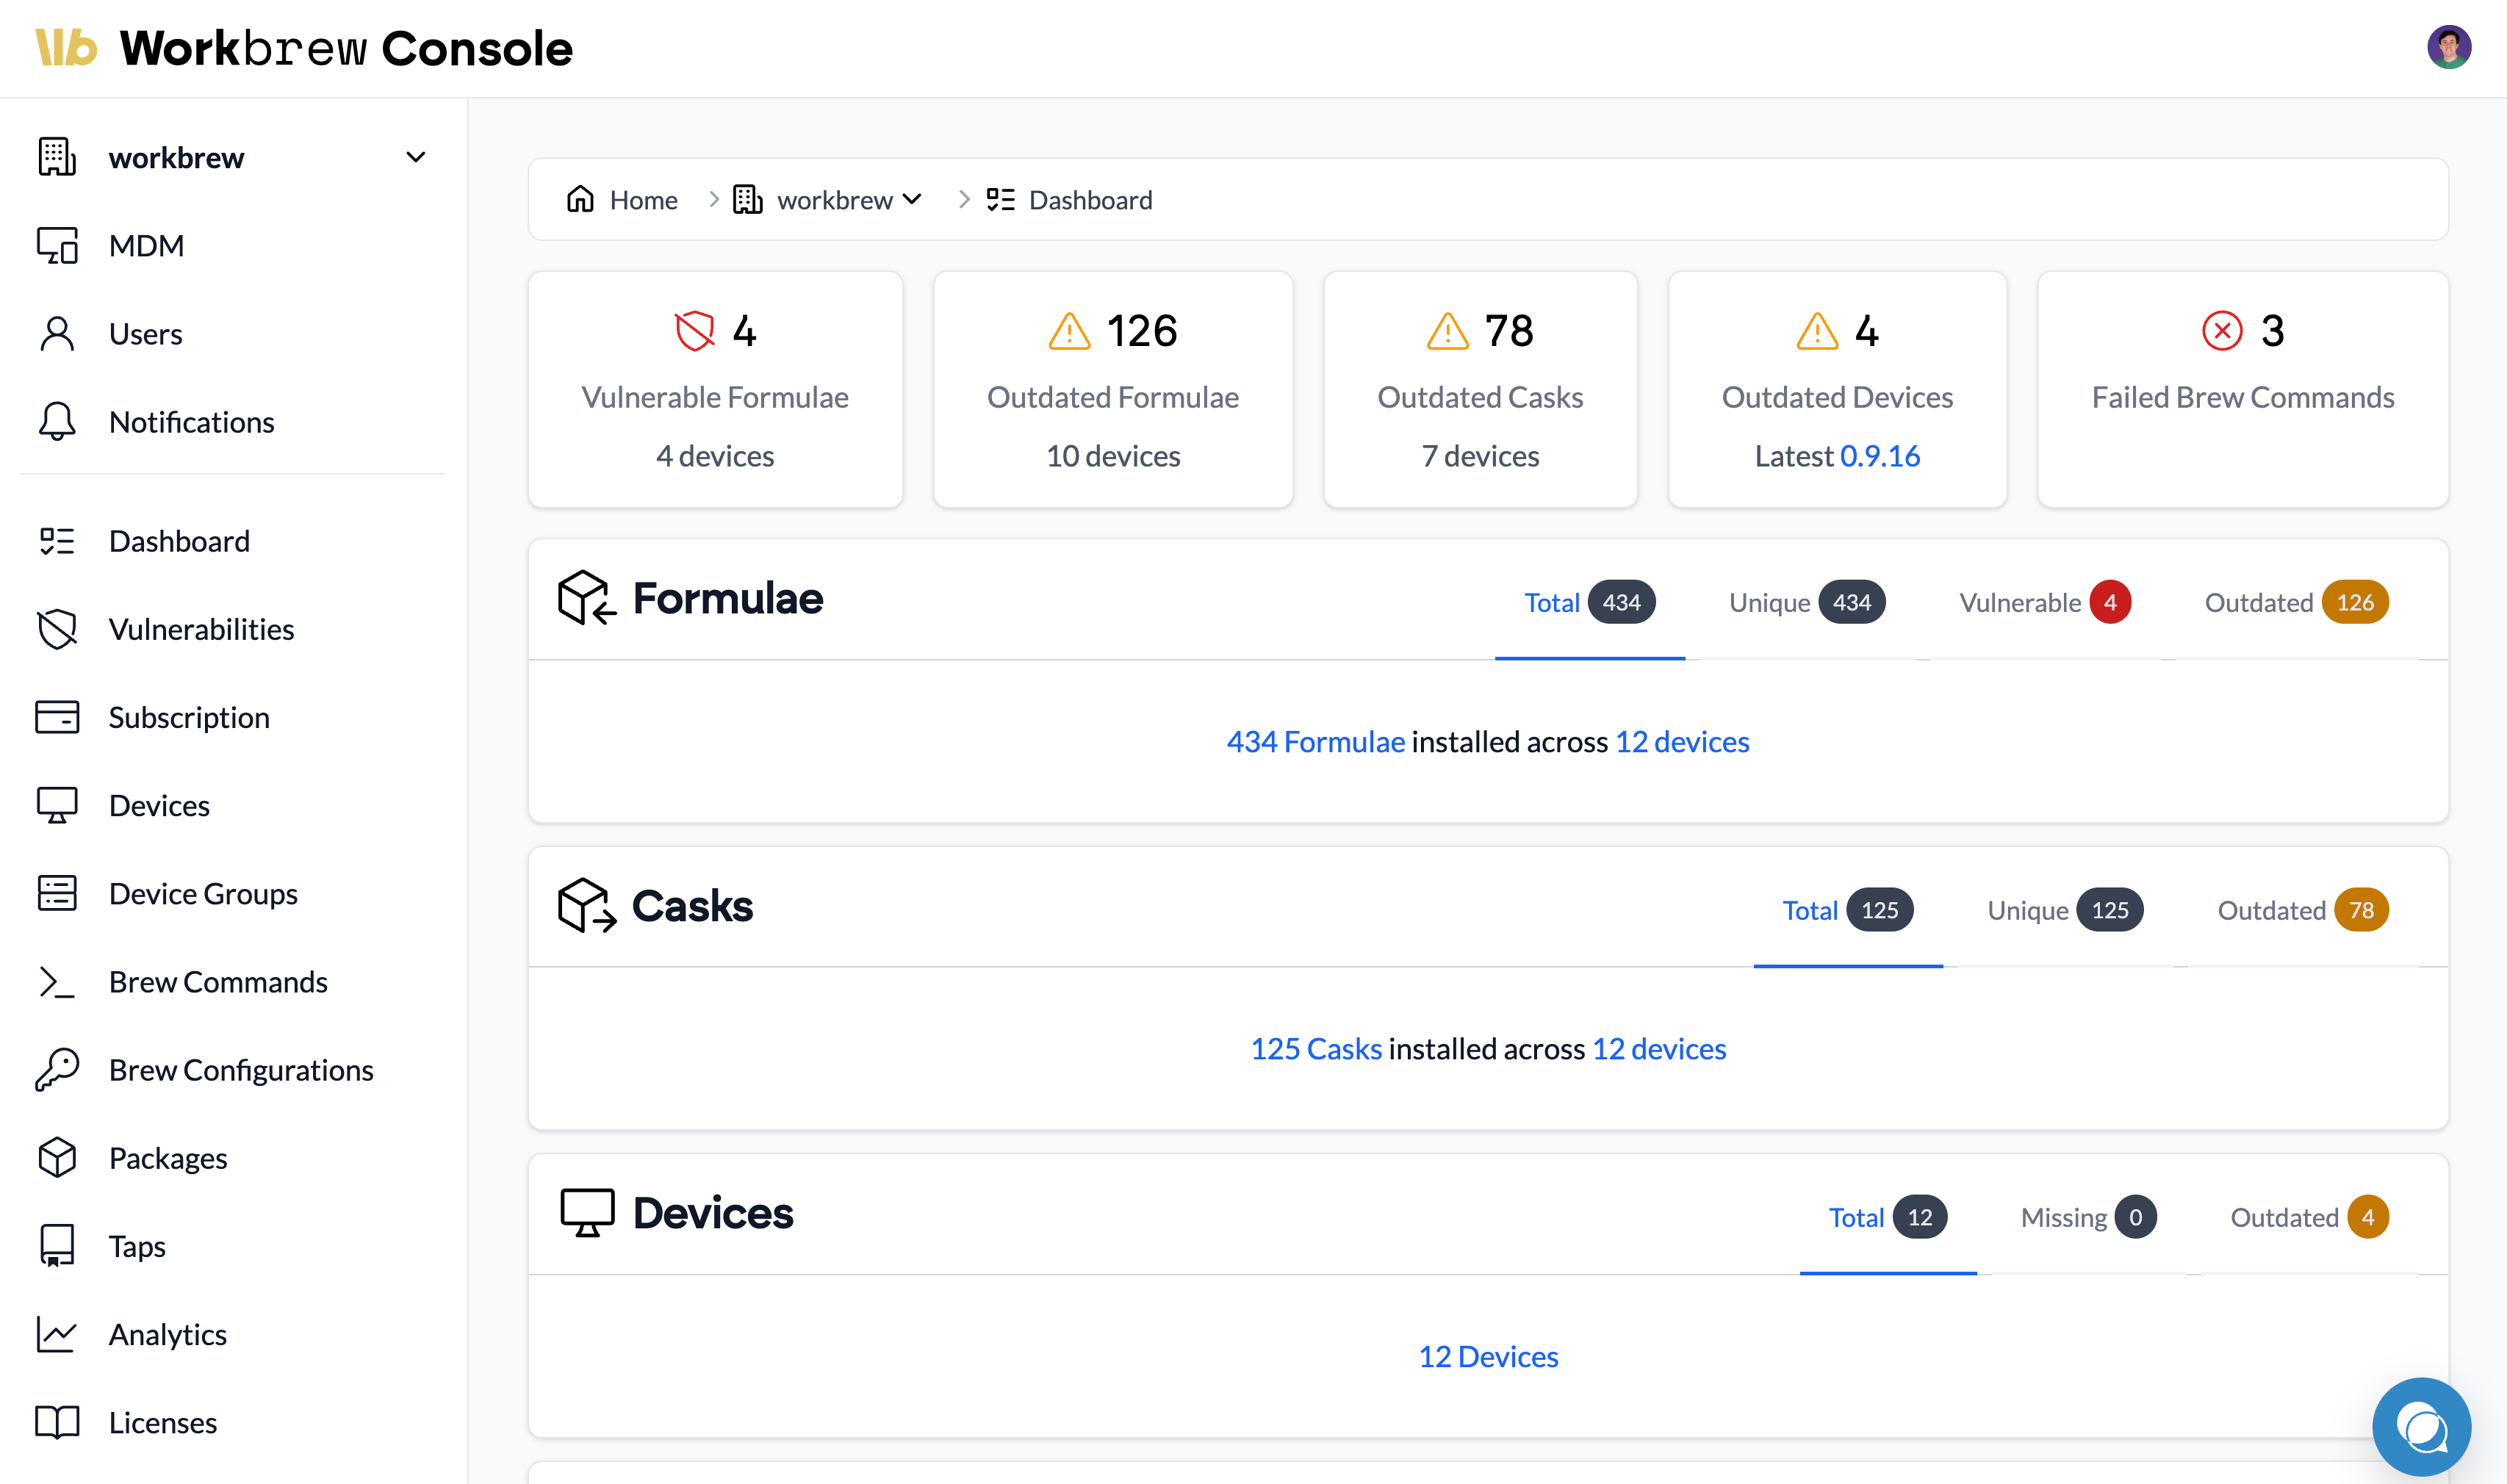 Workbrew Console
workbrew
MDM
Users
Notifications
Dashboard
Vulnerabilities
Subscription
Devices
Device Groups
Brew Commands
Brew Configurations
Packages
Taps
Analytics
Licenses
Home workbrew Dashboard
4
Vulnerable Formulae
4 devices
126
Outdated Formulae
10 devices
78
Outdated Casks
7 devices
4
Outdated Devices
Latest 0.9.16
3
Failed Brew Commands
Formulae Total 434 Unique 434 Vulnerable 4 Outdated 126
434 Formulae installed across 12 devices
Casks Total 125 Unique 125 Outdated 78
125 Casks installed across 12 devices
Devices Total 12 Missing 0 Outdated 4
12 Devices